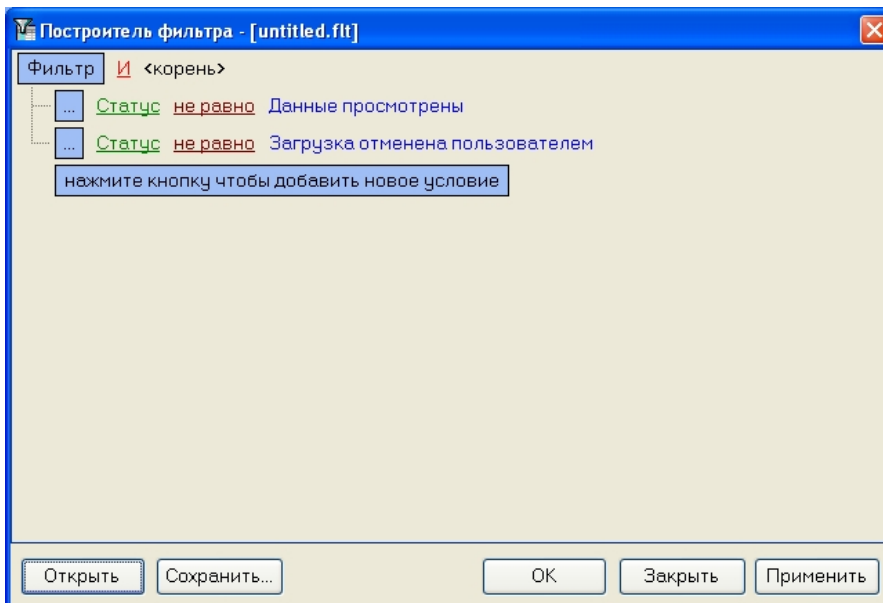 Построитель фильтра - [untitled.flt]
Фильтр И <корень>
... Статус не равно Данные просмотрены
... Статус не равно Загрузка отменена пользователем
нажмите кнопку чтобы добавить новое условие
Открыть Сохранить... OK Закрыть Применить